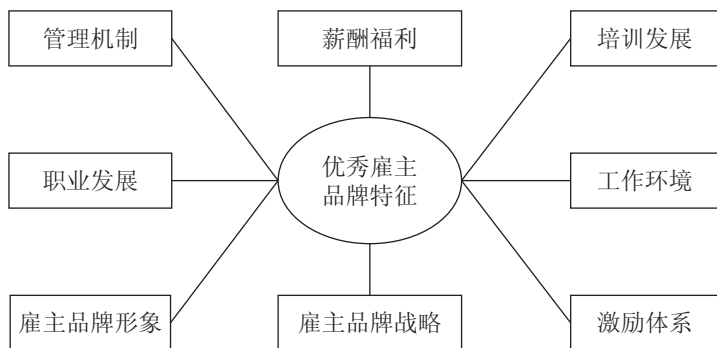 管理机制
薪酬福利
培训发展
职业发展
优秀雇主
品牌特征
工作环境
雇主品牌形象
雇主品牌战略
激励体系